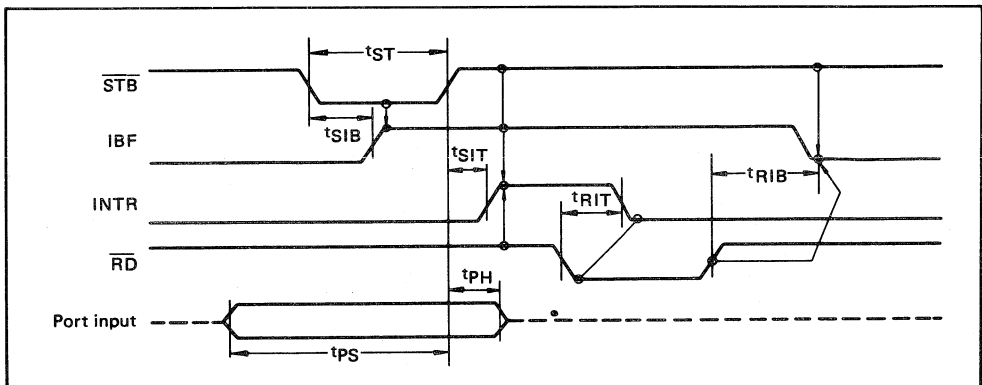 tST
STB
tSIB
IBF
tSIT
tRIB
INTR
tRIT
RD
tPH
Port input
tPS